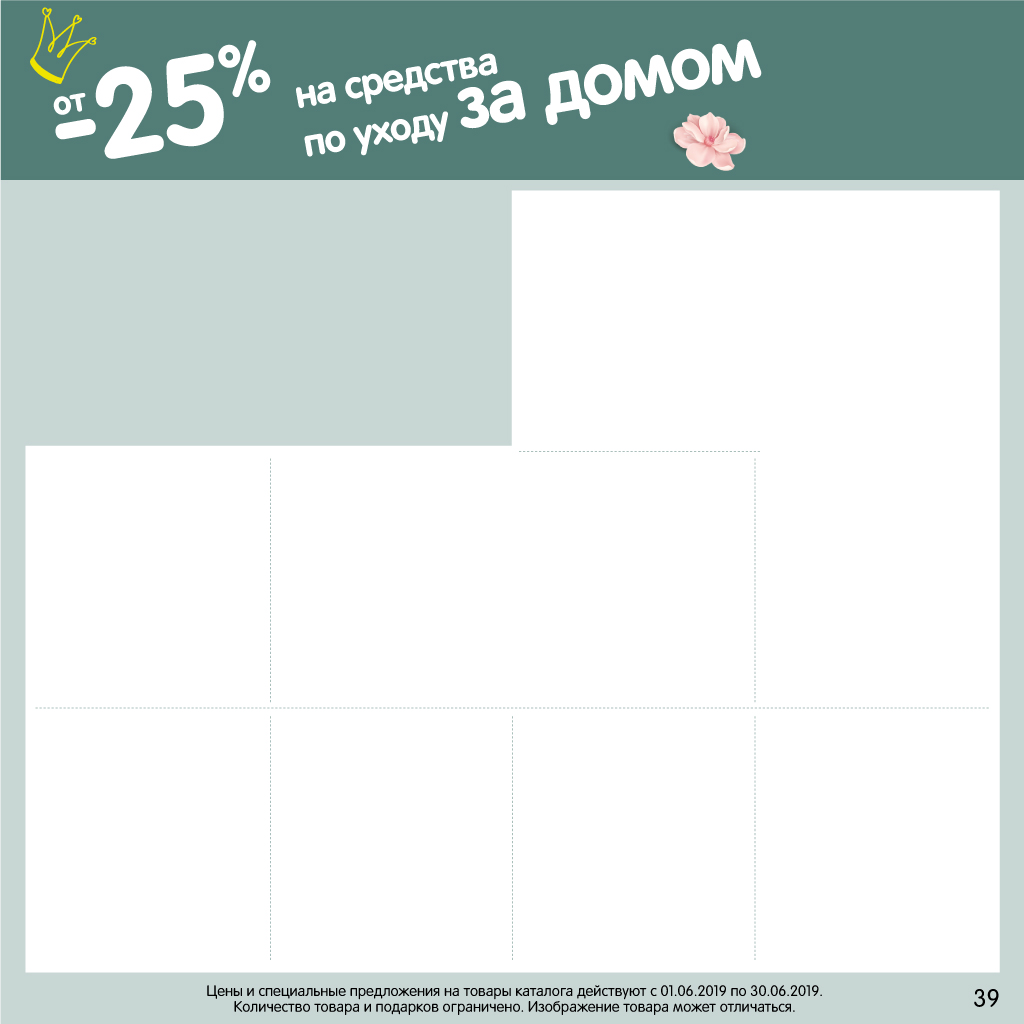 от
-25%
на средства
по уходу за домом
Цены и специальные предложения на товары каталога действуют с 01.06.2019 по 30.06.2019.
Количество товара и подарков ограничено. Изображение товара может отличаться.
39